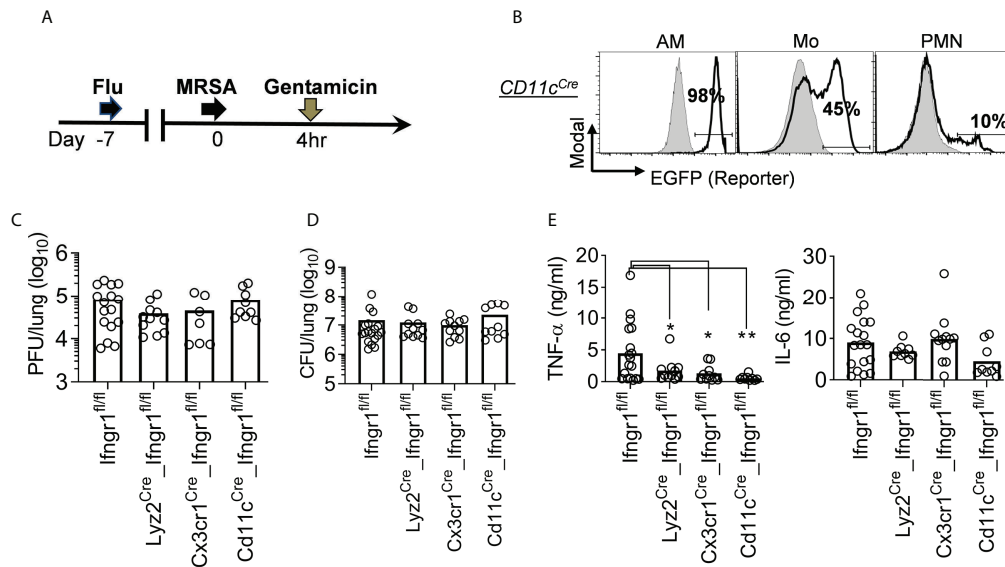 A
Flu
MRSA
Gentamicin
Day -7
0
4hr
B
AM
Mo
PMN
CD11c^Cre
98%
45%
10%
Modal
EGFP (Reporter)
C
PFU/lung (log10)
6
5
4
3
Ifngr1^fl/fl
Lyz2^Cre_Ifngr1^fl/fl
Cx3cr1^Cre_Ifngr1^fl/fl
Cd11c^Cre_Ifngr1^fl/fl
D
CFU/lung (log10)
9
8
7
6
5
Ifngr1^fl/fl
Lyz2^Cre_Ifngr1^fl/fl
Cx3cr1^Cre_Ifngr1^fl/fl
Cd11c^Cre_Ifngr1^fl/fl
E
TNF-α (ng/ml)
20
15
10
5
0
*
*
**
Ifngr1^fl/fl
Lyz2^Cre_Ifngr1^fl/fl
Cx3cr1^Cre_Ifngr1^fl/fl
Cd11c^Cre_Ifngr1^fl/fl
IL-6 (ng/ml)
30
20
10
0
Ifngr1^fl/fl
Lyz2^Cre_Ifngr1^fl/fl
Cx3cr1^Cre_Ifngr1^fl/fl
Cd11c^Cre_Ifngr1^fl/fl